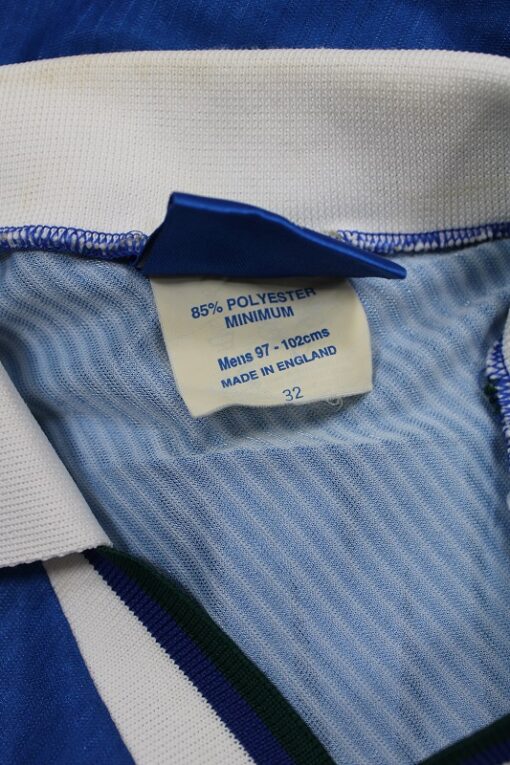 85% POLYESTER
MINIMUM
Mens 97 - 102cms
MADE IN ENGLAND
32